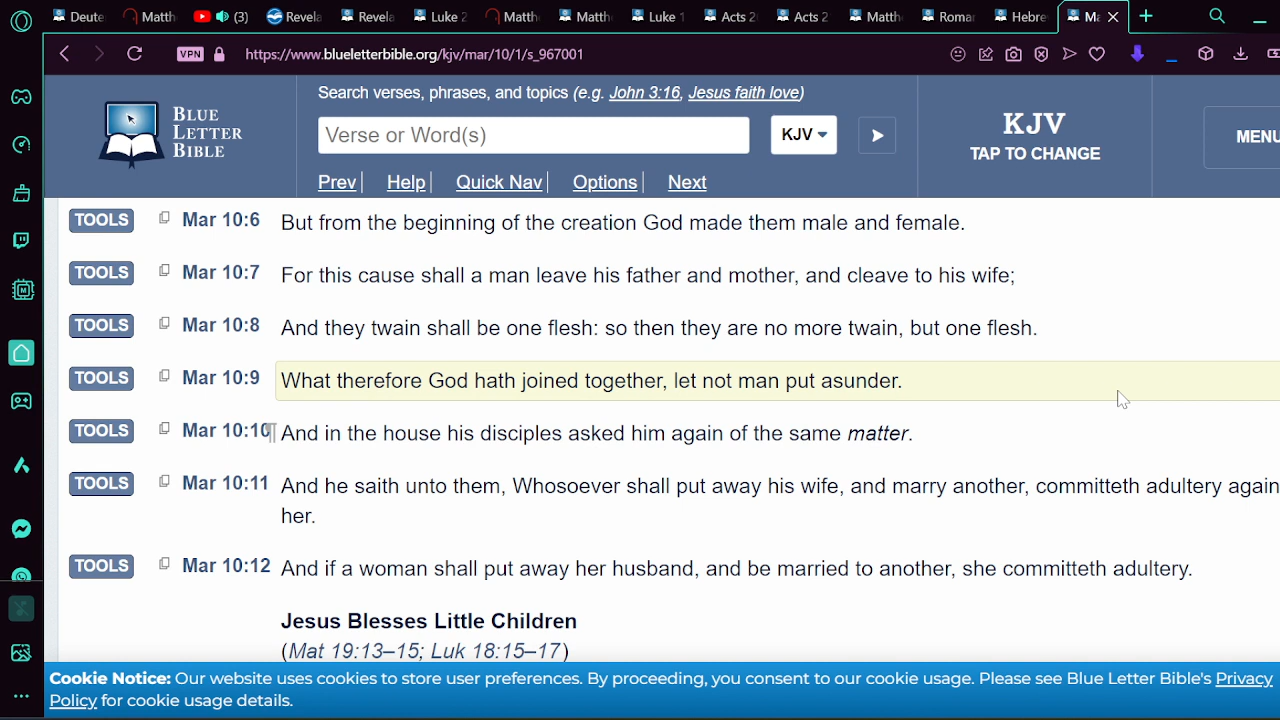 Deute Matth (3) Revela Revela Luke 2 Matth Matth Luke 1 Acts 2 Acts 2 Matth Roma Hebre Ma
VPN https://www.blueletterbible.org/kjv/mar/10/1/s_967001
BLUE
LETTER
BIBLE
Search verses, phrases, and topics (e.g. John 3:16, Jesus faith love)
Verse or Word(s)
KJV
Prev Help Quick Nav Options Next
KJV
TAP TO CHANGE
MENU
TOOLS Mar 10:6 But from the beginning of the creation God made them male and female.
TOOLS Mar 10:7 For this cause shall a man leave his father and mother, and cleave to his wife;
TOOLS Mar 10:8 And they twain shall be one flesh: so then they are no more twain, but one flesh.
TOOLS Mar 10:9 What therefore God hath joined together, let not man put asunder.
TOOLS Mar 10:10 ¶ And in the house his disciples asked him again of the same matter.
TOOLS Mar 10:11 And he saith unto them, Whosoever shall put away his wife, and marry another, committeth adultery again
her.
TOOLS Mar 10:12 And if a woman shall put away her husband, and be married to another, she committeth adultery.
Jesus Blesses Little Children
(Mat 19:13–15; Luk 18:15–17)
Cookie Notice: Our website uses cookies to store user preferences. By proceeding, you consent to our cookie usage. Please see Blue Letter Bible's Privacy
Policy for cookie usage details.